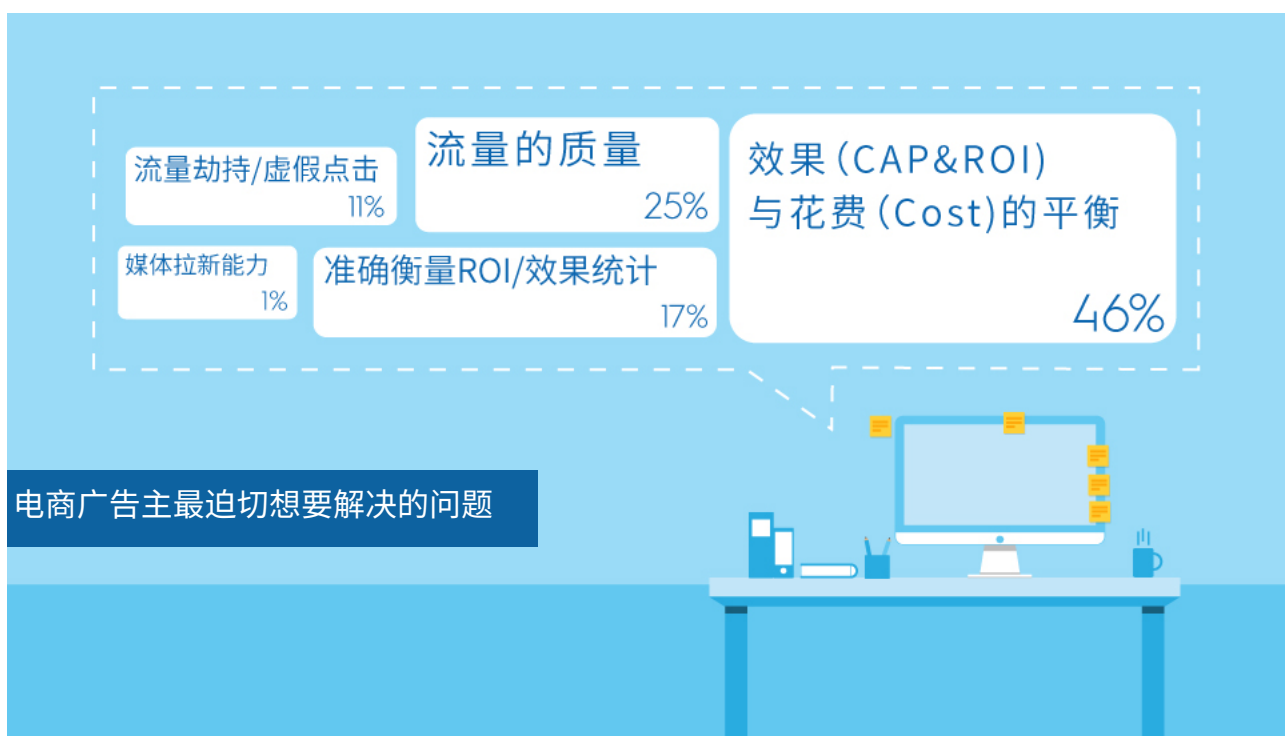 流量劫持/虚假点击
11%
流量的质量
25%
效果(CAP&ROI)
与花费(Cost)的平衡
46%
媒体拉新能力
1%
准确衡量ROI/效果统计
17%
电商广告主最迫切想要解决的问题